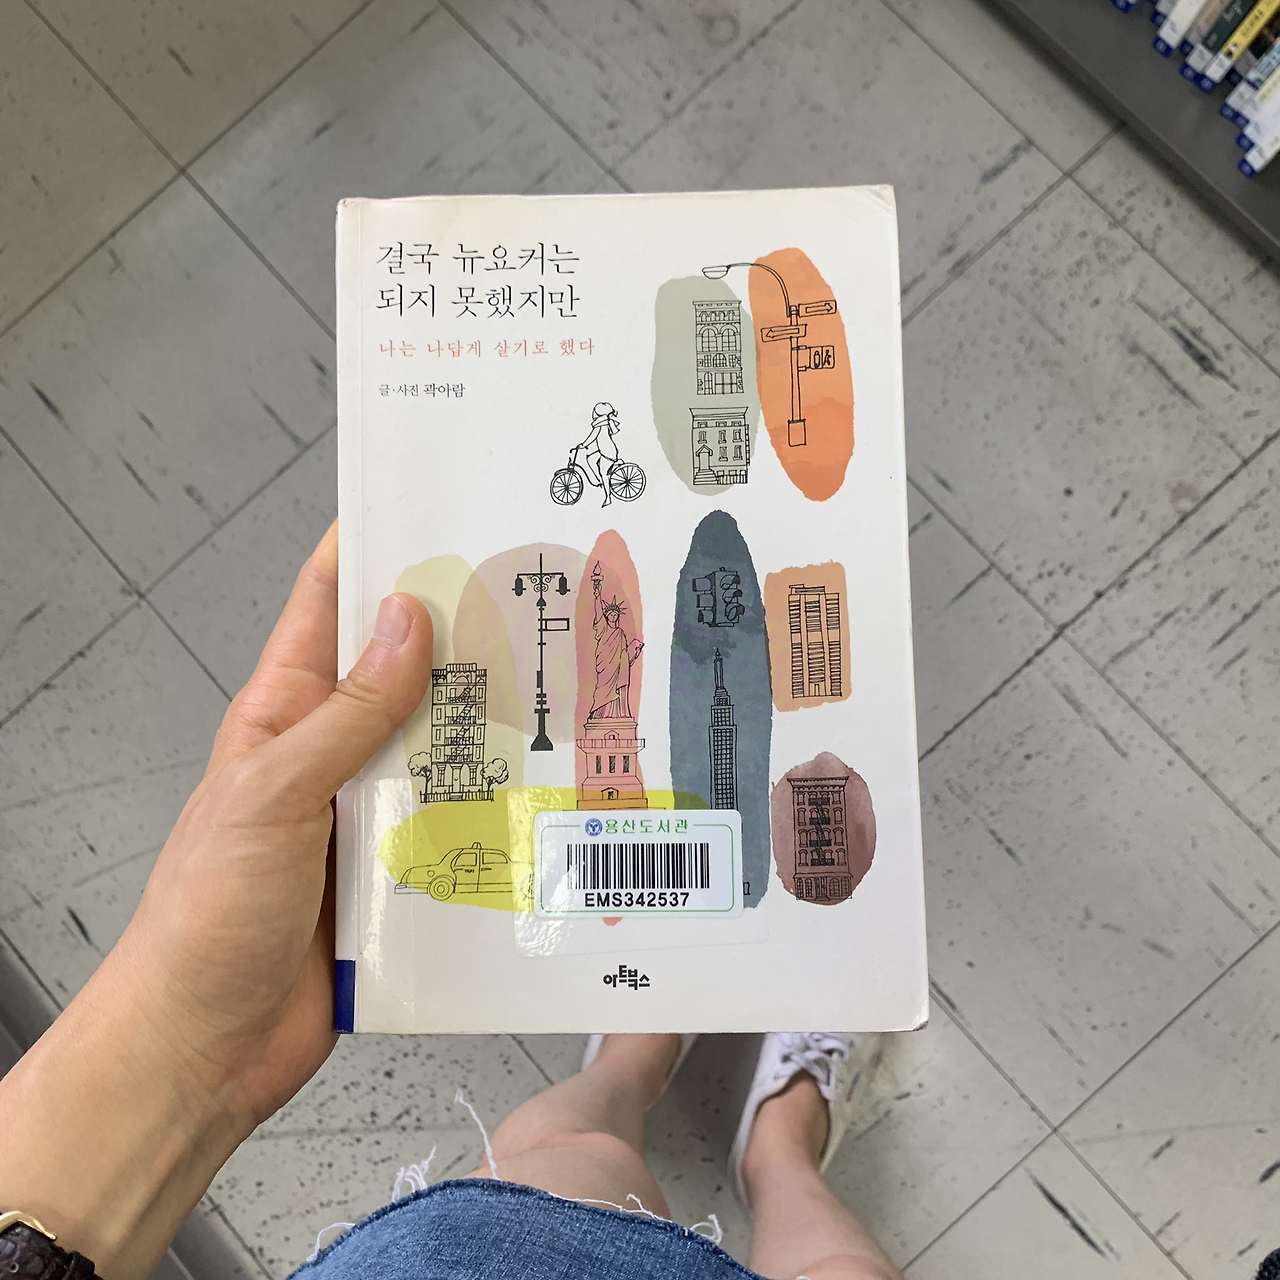 결국 뉴요커는
되지 못했지만
나는 나답게 살기로 했다
글·사진 곽아람
TAXI
용산도서관
EMS342537
아트북스